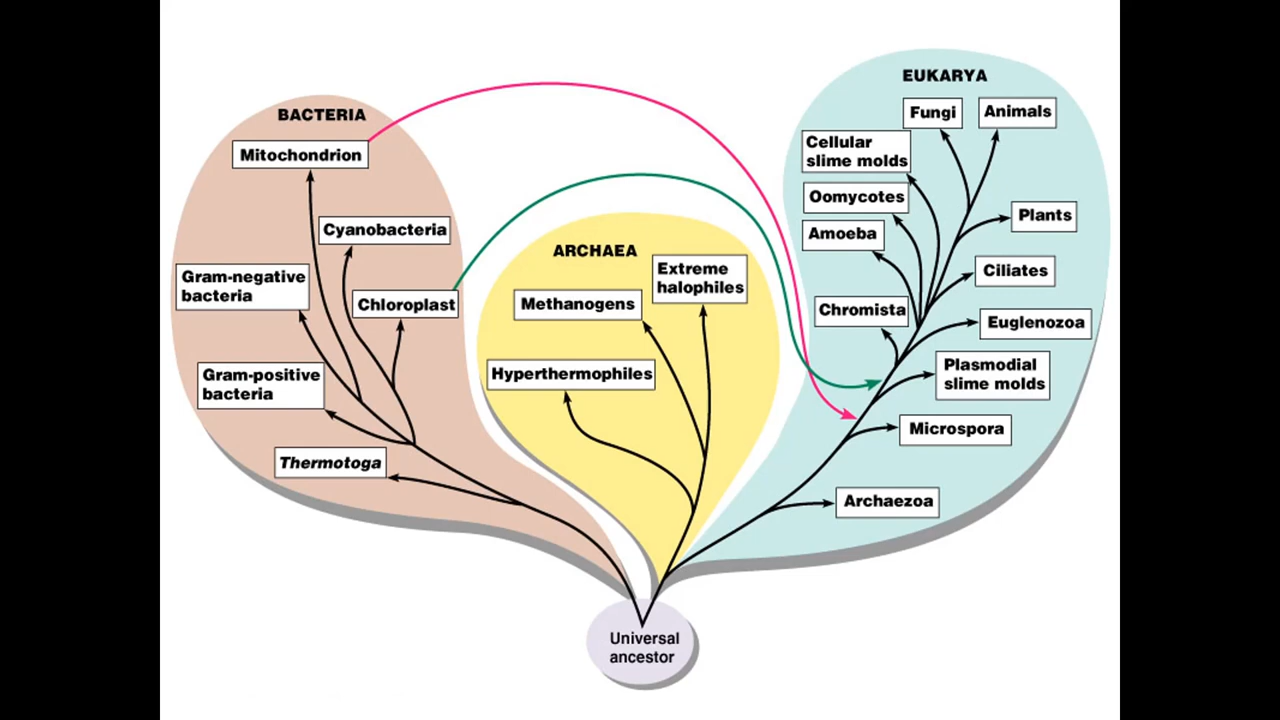 BACTERIA
Mitochondrion
Cyanobacteria
Gram-negative
bacteria
Chloroplast
Gram-positive
bacteria
Thermotoga
ARCHAEA
Extreme
halophiles
Methanogens
Hyperthermophiles
EUKARYA
Fungi
Animals
Cellular
slime molds
Oomycotes
Plants
Amoeba
Ciliates
Chromista
Euglenozoa
Plasmodial
slime molds
Microspora
Archaezoa
Universal
ancestor